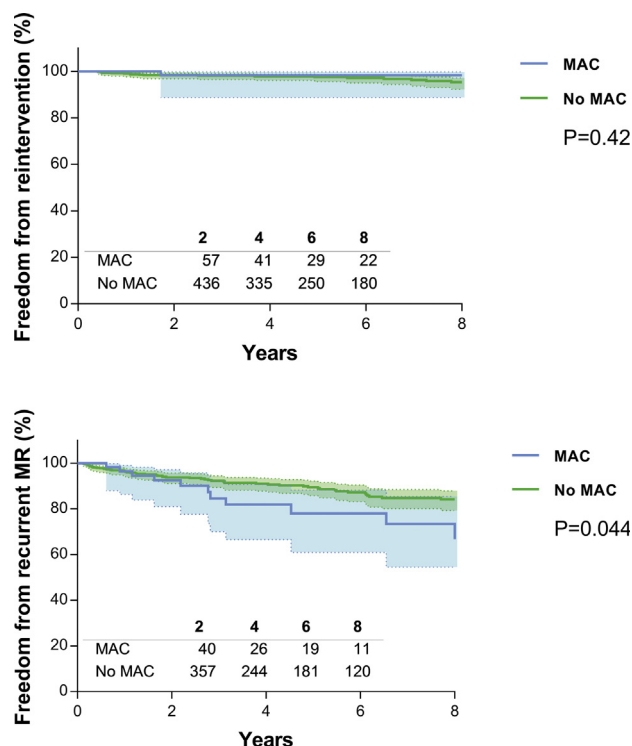 Freedom from reintervention (%)
100
80
60
40
20
0
MAC
No MAC
P=0.42
2 4 6 8
MAC 57 41 29 22
No MAC 436 335 250 180
0 2 4 6 8
Years
Freedom from recurrent MR (%)
100
80
60
40
20
0
MAC
No MAC
P=0.044
2 4 6 8
MAC 40 26 19 11
No MAC 357 244 181 120
0 2 4 6 8
Years